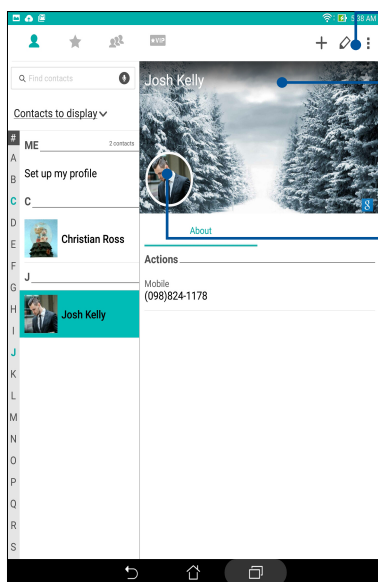 5:38 AM
VIP
Find contacts
Josh Kelly
Contacts to display
#
ME
2 contacts
A
B
Set up my profile
C
C
D
Christian Ross
E
About
F
Actions
G
J
Mobile
(098)824-1178
H
Josh Kelly
I
J
K
L
M
N
O
P
Q
R
S
8